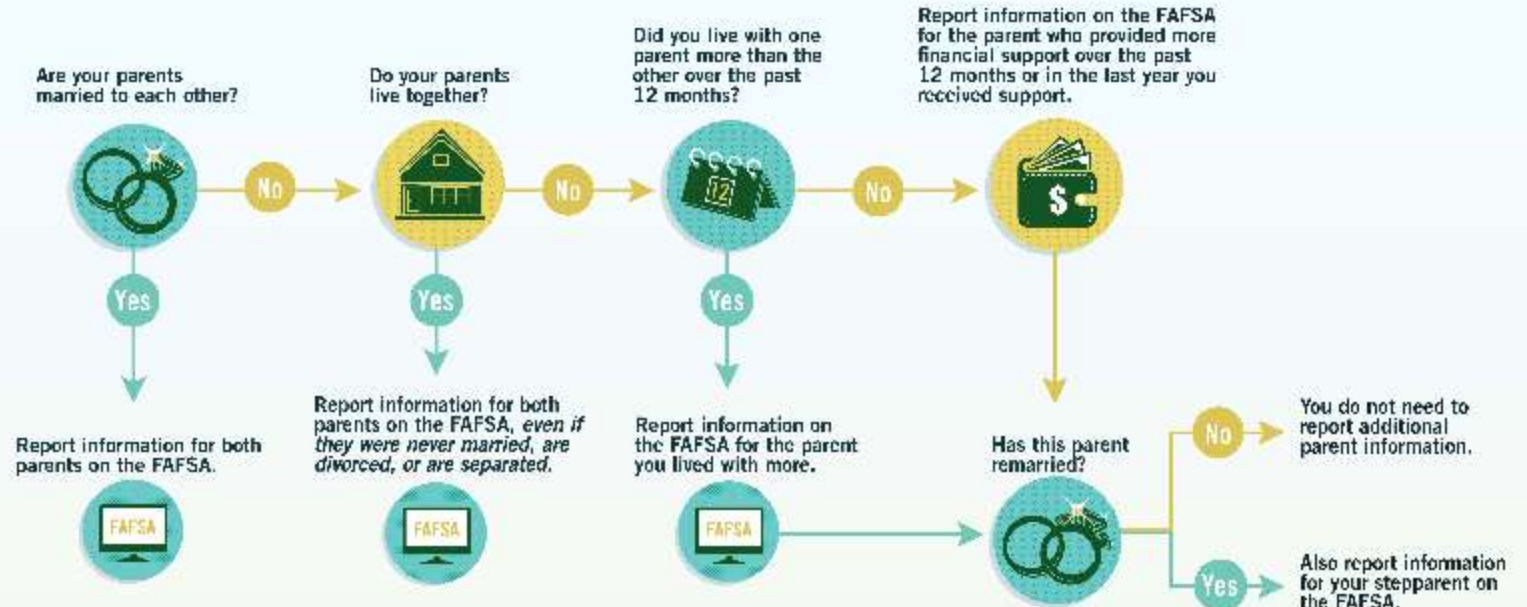 Are your parents
married to each other?
Do your parents
live together?
Did you live with one
parent more than the
other over the past
12 months?
Report information on the FAFSA
for the parent who provided more
financial support over the past
12 months or in the last year you
received support.
No
No
12
No
$
Yes
Yes
Yes
Report information for both
parents on the FAFSA.
FAFSA
Report information for both
parents on the FAFSA, even if
they were never married, are
divorced, or are separated.
FAFSA
Report information on
the FAFSA for the parent
you lived with more.
FAFSA
Has this parent
remarried?
No
You do not need to
report additional
parent information.
Yes
Also report information
for your stepparent on
the FAFSA.